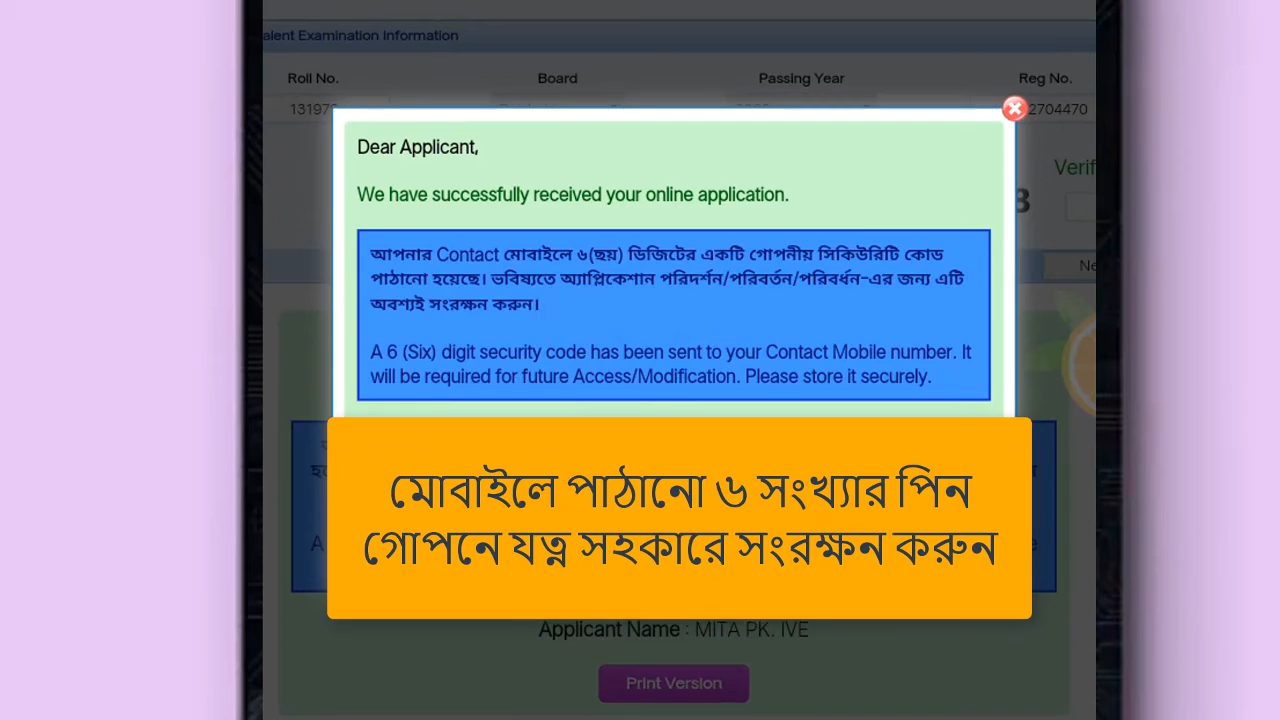 alent Examination Information
Roll No. Board Passing Year Reg No.
13197 2704470
Dear Applicant,
Verif
We have successfully received your online application.
আপনার Contact মোবাইলে ৬(ছয়) ডিজিটের একটি গোপনীয় সিকিউরিটি কোড
পাঠানো হয়েছে। ভবিষ্যতে অ্যাপ্লিকেশান পরিদর্শন/পরিবর্তন/পরিবর্ধন-এর জন্য এটি
অবশ্যই সংরক্ষন করুন।
A 6 (Six) digit security code has been sent to your Contact Mobile number. It
will be required for future Access/Modification. Please store it securely.
মোবাইলে পাঠানো ৬ সংখ্যার পিন
গোপনে যত্ন সহকারে সংরক্ষন করুন
Applicant Name : MITA PK. IVE
Print Version